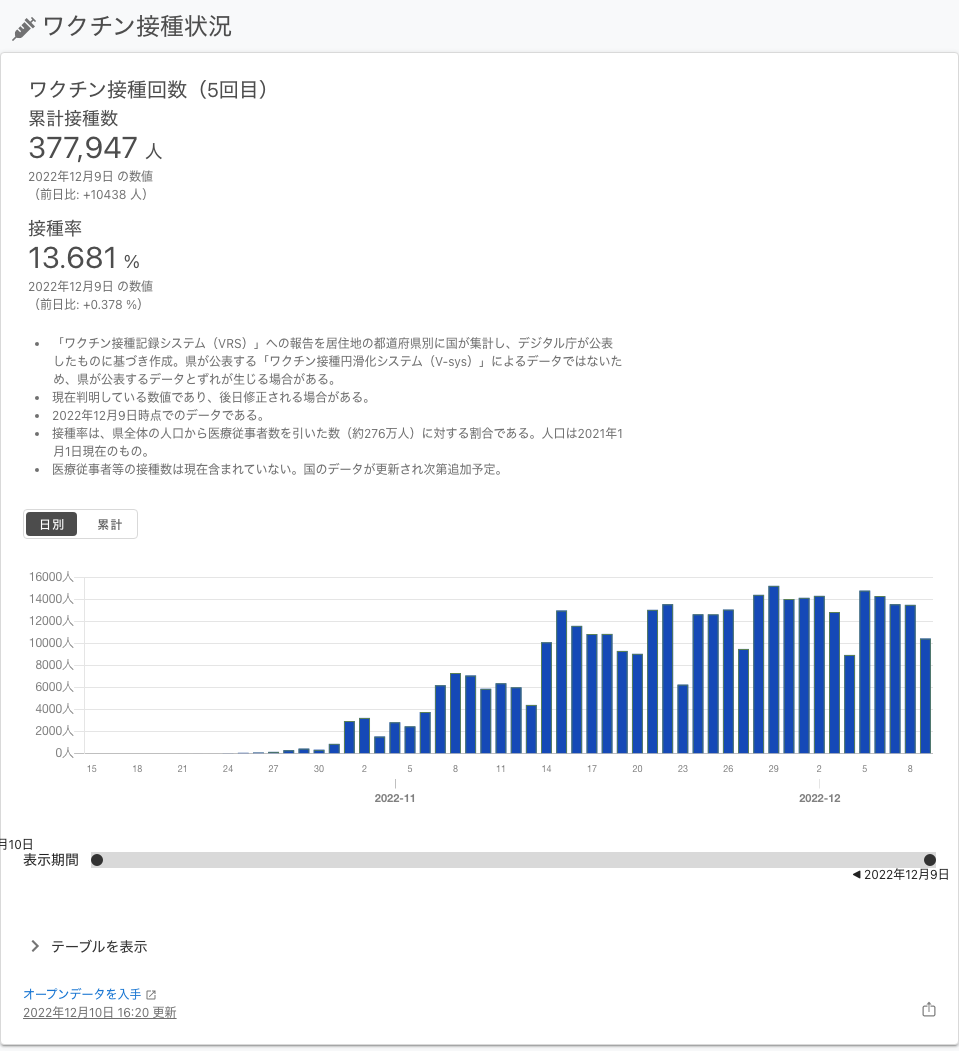 ワクチン接種状況
ワクチン接種回数（5回目）
累計接種数
377,947 人
2022年12月9日 の数値
（前日比: +10438 人）
接種率
13.681 %
2022年12月9日 の数値
（前日比: +0.378 %）
• 「ワクチン接種記録システム（VRS）」への報告を居住地の都道府県別に国が集計し、デジタル庁が公表
したものに基づき作成。県が公表する「ワクチン接種円滑化システム（V-sys）」によるデータではないた
め、県が公表するデータとずれが生じる場合がある。
• 現在判明している数値であり、後日修正される場合がある。
• 2022年12月9日時点でのデータである。
• 接種率は、県全体の人口から医療従事者数を引いた数（約276万人）に対する割合である。人口は2021年1
月1日現在のもの。
• 医療従事者等の接種数は現在含まれていない。国のデータが更新され次第追加予定。
日別 累計
16000人
14000人
12000人
10000人
8000人
6000人
4000人
2000人
0人
15 18 21 24 27 30 2 5 8 11 14 17 20 23 26 29 2 5 8
2022-11 2022-12
月10日
表示期間
◀ 2022年12月9日
テーブルを表示
オープンデータを入手
2022年12月10日 16:20 更新